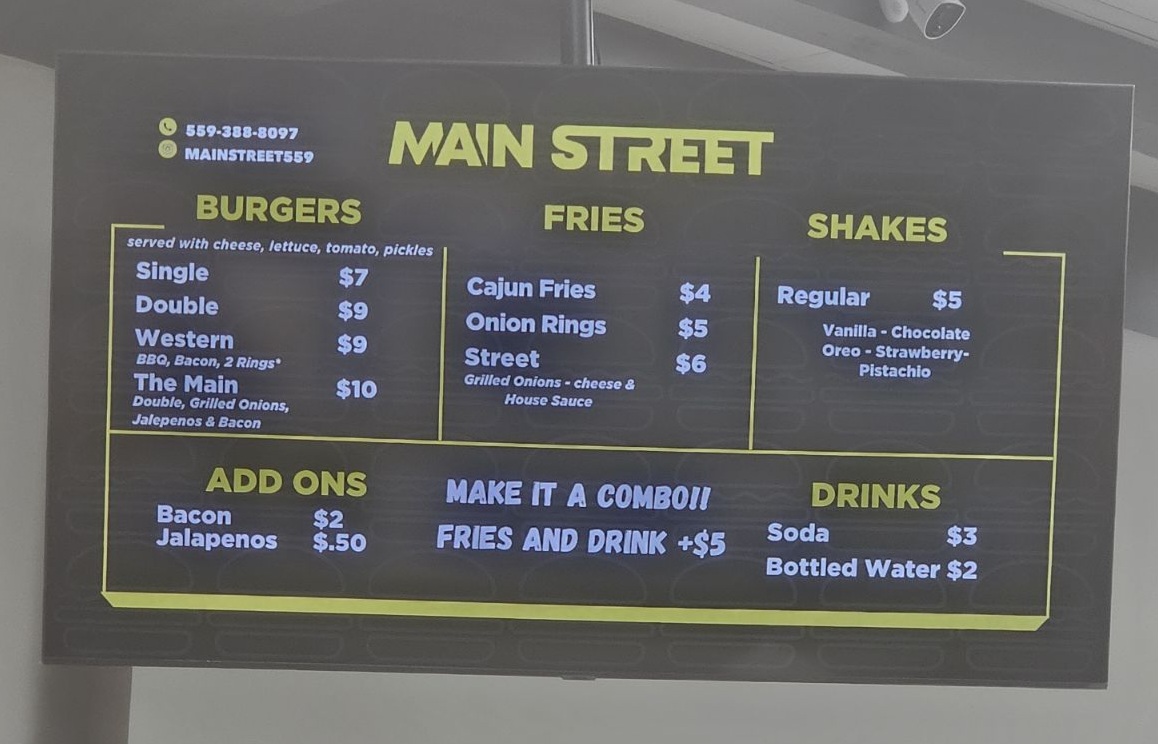 559-388-8097
MAINSTREET559
MAIN STREET
BURGERS
served with cheese, lettuce, tomato, pickles
Single $7
Double $9
Western $9
BBQ, Bacon, 2 Rings*
The Main $10
Double, Grilled Onions,
Jalepenos & Bacon
FRIES
Cajun Fries $4
Onion Rings $5
Street $6
Grilled Onions - cheese &
House Sauce
SHAKES
Regular $5
Vanilla - Chocolate
Oreo - Strawberry-
Pistachio
ADD ONS
Bacon $2
Jalapenos $.50
MAKE IT A COMBO!!
FRIES AND DRINK +$5
DRINKS
Soda $3
Bottled Water $2